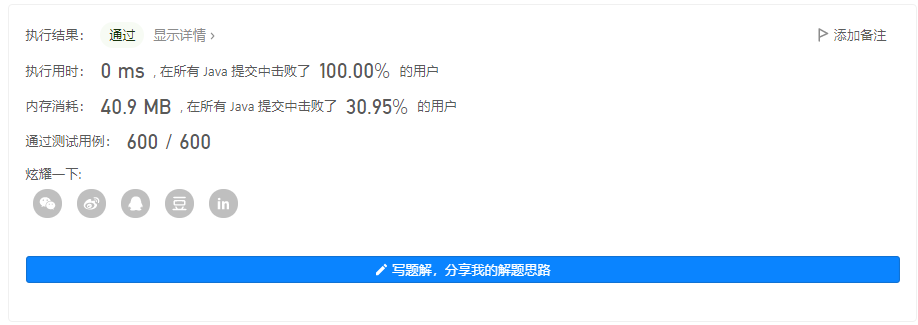 执行结果： 通过 显示详情 › 添加备注
执行用时： 0 ms , 在所有 Java 提交中击败了 100.00% 的用户
内存消耗： 40.9 MB , 在所有 Java 提交中击败了 30.95% 的用户
通过测试用例： 600 / 600
炫耀一下:
豆 in
写题解，分享我的解题思路